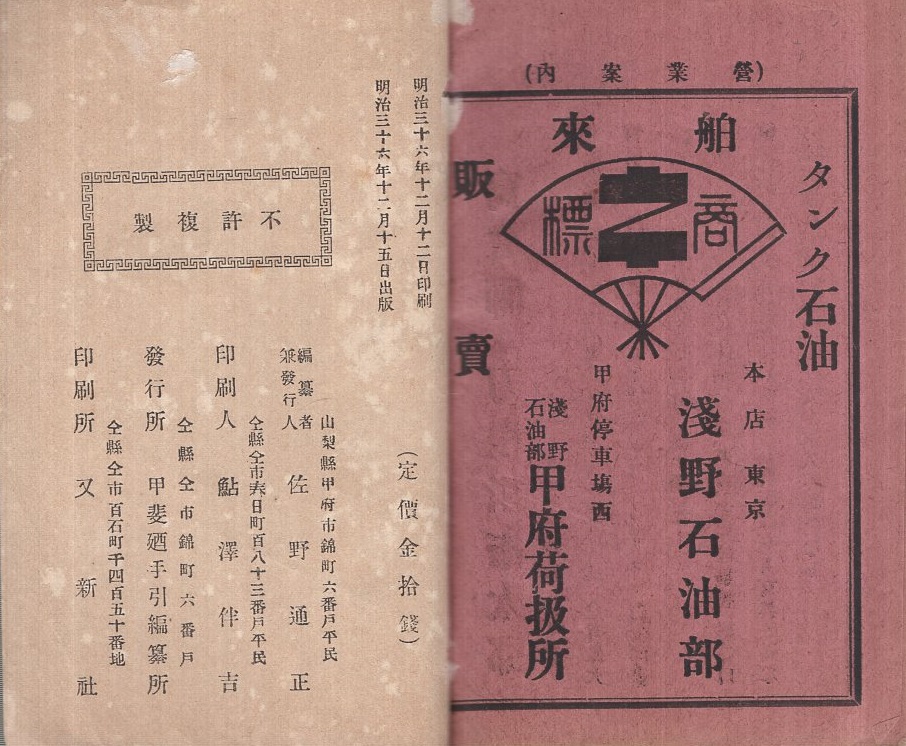 (營業案內)
舶來
販賣
商標
タンク石油
本店 東京
淺野石油部
甲府停車塲西
淺野石油部 甲府荷扱所
明治三十六年十二月十二日印刷
明治三十六年十二月十五日出版
不許複製
(定價金拾錢)
山梨縣甲府市錦町六番戶平民
編纂者兼發行人 佐野通正
仝縣仝市春日町百八十三番戶平民
印刷人 鮎澤伴吉
仝縣仝市錦町六番戶
發行所 甲斐廼手引編纂所
仝縣仝市百石町千四百五十番地
印刷所 又新社